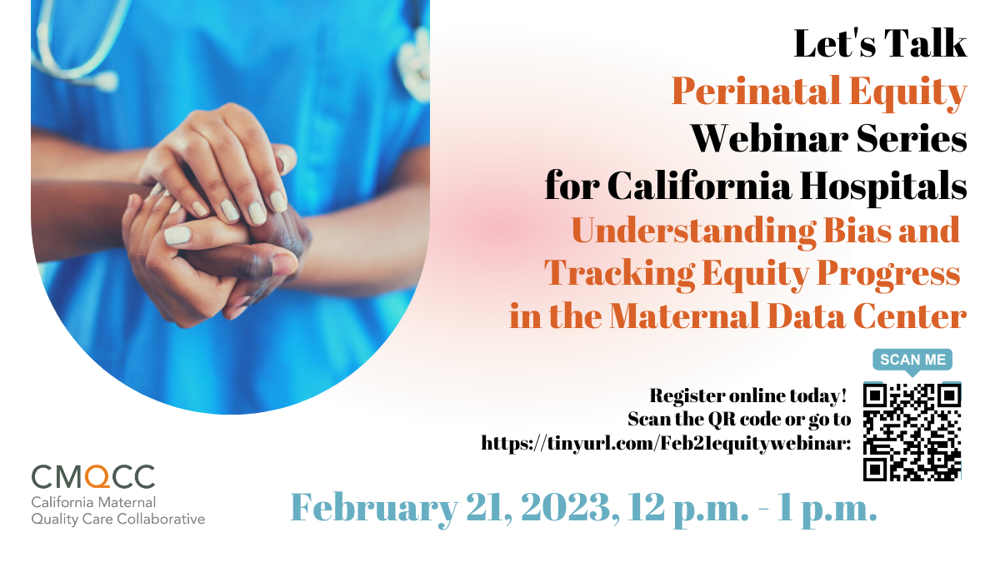 Let's Talk
Perinatal Equity
Webinar Series
for California Hospitals
Understanding Bias and
Tracking Equity Progress
in the Maternal Data Center
SCAN ME
Register online today!
Scan the QR code or go to
https://tinyurl.com/Feb21equitywebinar:
CMQCC
California Maternal
Quality Care Collaborative
February 21, 2023, 12 p.m. - 1 p.m.